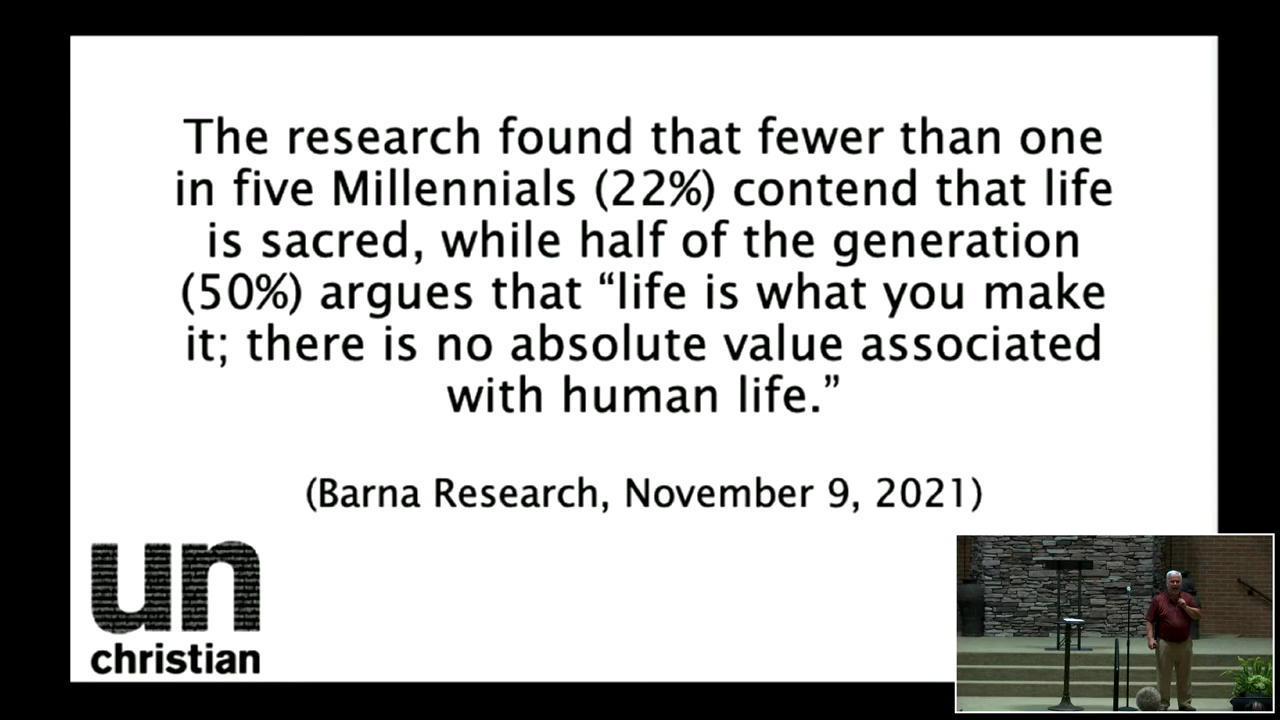 The research found that fewer than one
in five Millennials (22%) contend that life
is sacred, while half of the generation
(50%) argues that “life is what you make
it; there is no absolute value associated
with human life.”
(Barna Research, November 9, 2021)
un
christian